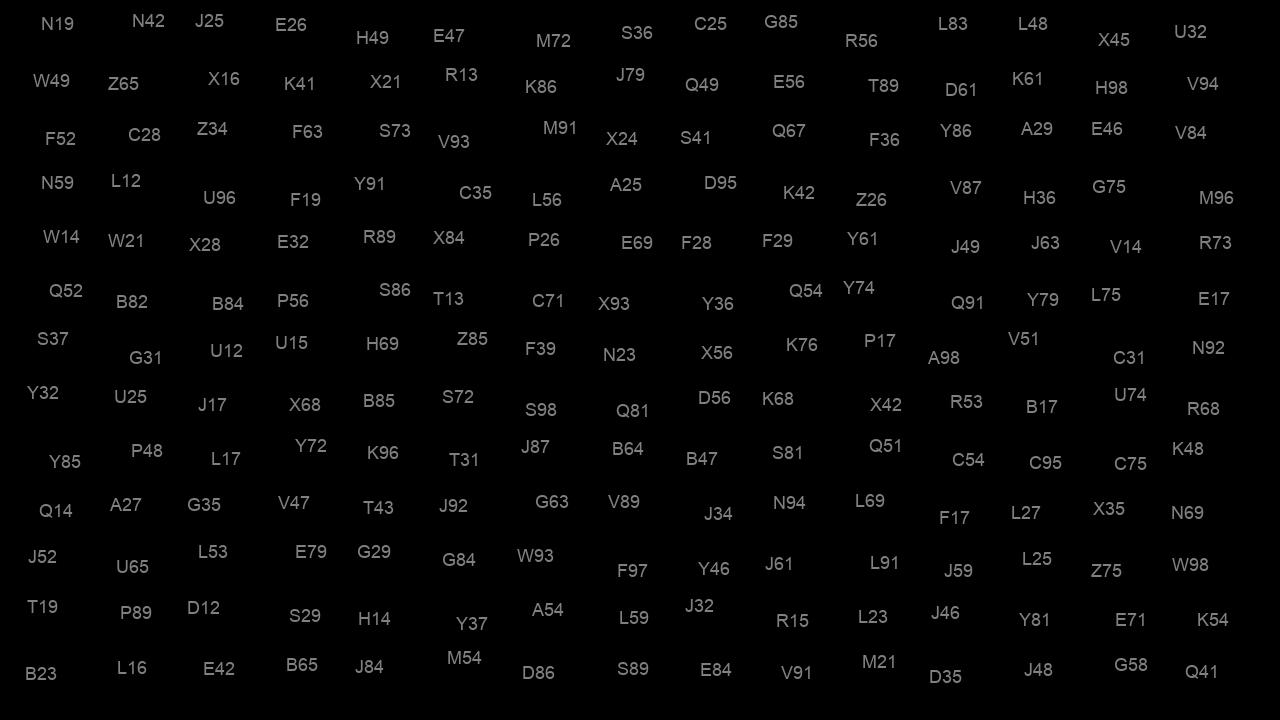 N19 N42 J25 E26 H49 E47 M72 S36 C25 G85 R56 L83 L48 X45 U32
W49 Z65 X16 K41 X21 R13 K86 J79 Q49 E56 T89 D61 K61 H98 V94
F52 C28 Z34 F63 S73 V93 M91 X24 S41 Q67 F36 Y86 A29 E46 V84
N59 L12 U96 F19 Y91 C35 L56 A25 D95 K42 Z26 V87 H36 G75 M96
W14 W21 X28 E32 R89 X84 P26 E69 F28 F29 Y61 J49 J63 V14 R73
Q52 B82 B84 P56 S86 T13 C71 X93 Y36 Q54 Y74 Q91 Y79 L75 E17
S37 G31 U12 U15 H69 Z85 F39 N23 X56 K76 P17 A98 V51 C31 N92
Y32 U25 J17 X68 B85 S72 S98 Q81 D56 K68 X42 R53 B17 U74 R68
Y85 P48 L17 Y72 K96 T31 J87 B64 B47 S81 Q51 C54 C95 C75 K48
Q14 A27 G35 V47 T43 J92 G63 V89 J34 N94 L69 F17 L27 X35 N69
J52 U65 L53 E79 G29 G84 W93 F97 Y46 J61 L91 J59 L25 Z75 W98
T19 P89 D12 S29 H14 Y37 A54 L59 J32 R15 L23 J46 Y81 E71 K54
B23 L16 E42 B65 J84 M54 D86 S89 E84 V91 M21 D35 J48 G58 Q41